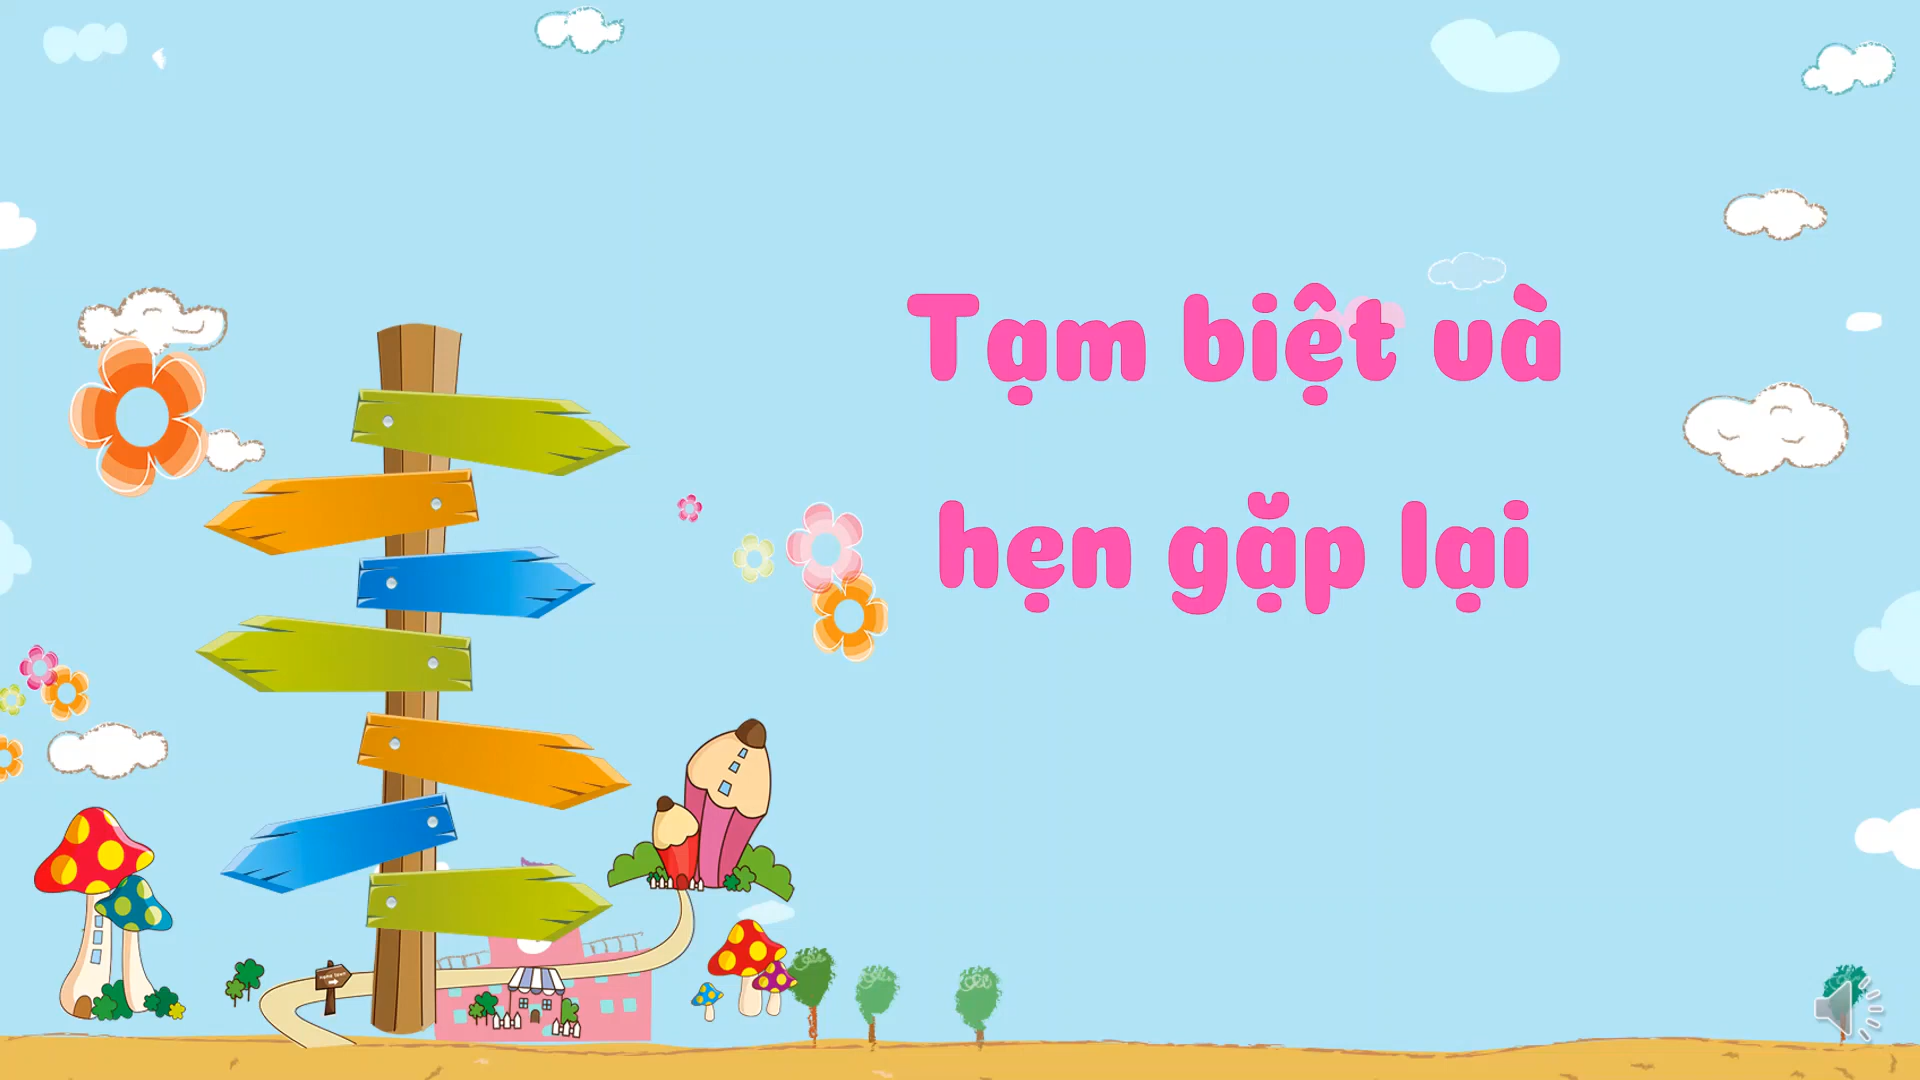 Tạm biệt và
hẹn gặp lại